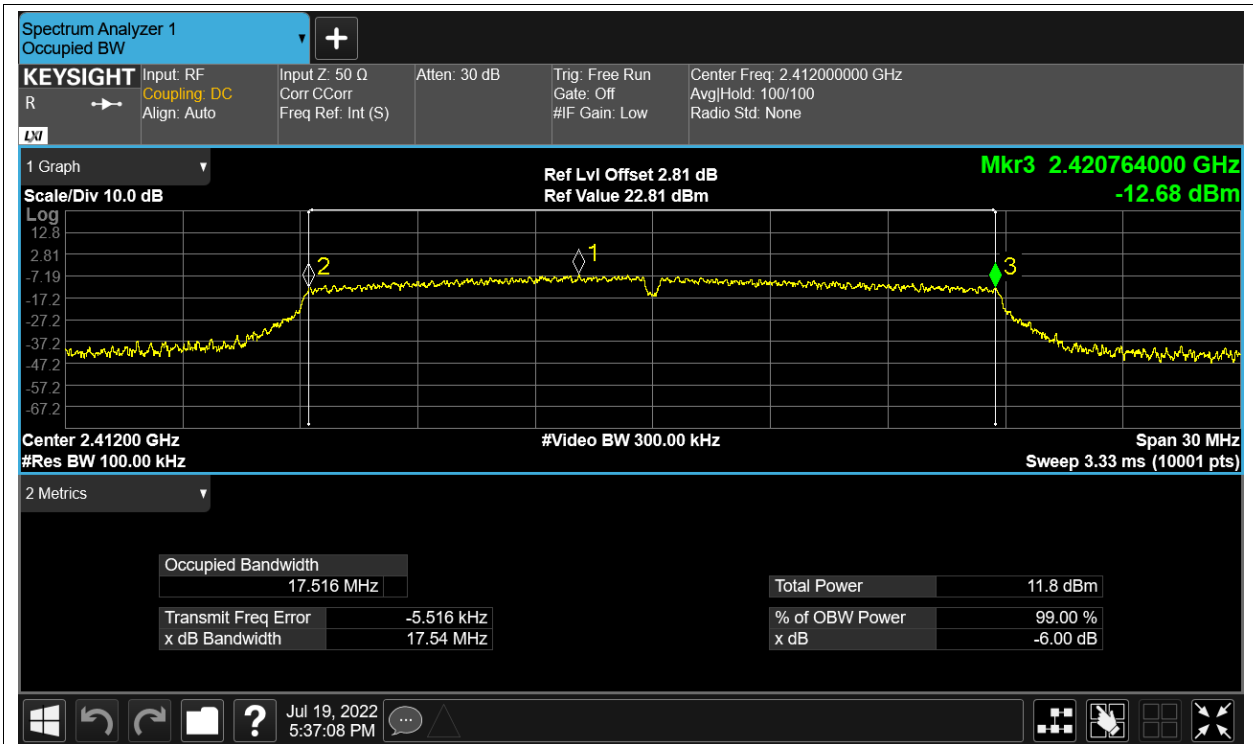 Spectrum Analyzer 1
Occupied BW
KEYSIGHT
R
LXI
Input: RF
Coupling: DC
Align: Auto
Input Z: 50 Ω
Corr CCorr
Freq Ref: Int (S)
Atten: 30 dB
Trig: Free Run
Gate: Off
#IF Gain: Low
Center Freq: 2.412000000 GHz
Avg|Hold: 100/100
Radio Std: None
1 Graph
Scale/Div 10.0 dB
Ref Lvl Offset 2.81 dB
Ref Value 22.81 dBm
Mkr3 2.420764000 GHz
-12.68 dBm
Log
12.8
2.81
-7.19
-17.2
-27.2
-37.2
-47.2
-57.2
-67.2
2
1
3
Center 2.41200 GHz
#Video BW 300.00 kHz
Span 30 MHz
#Res BW 100.00 kHz
Sweep 3.33 ms (10001 pts)
2 Metrics
Occupied Bandwidth
17.516 MHz
Total Power 11.8 dBm
Transmit Freq Error -5.516 kHz
% of OBW Power 99.00 %
x dB Bandwidth 17.54 MHz
x dB -6.00 dB
?
Jul 19, 2022
5:37:08 PM